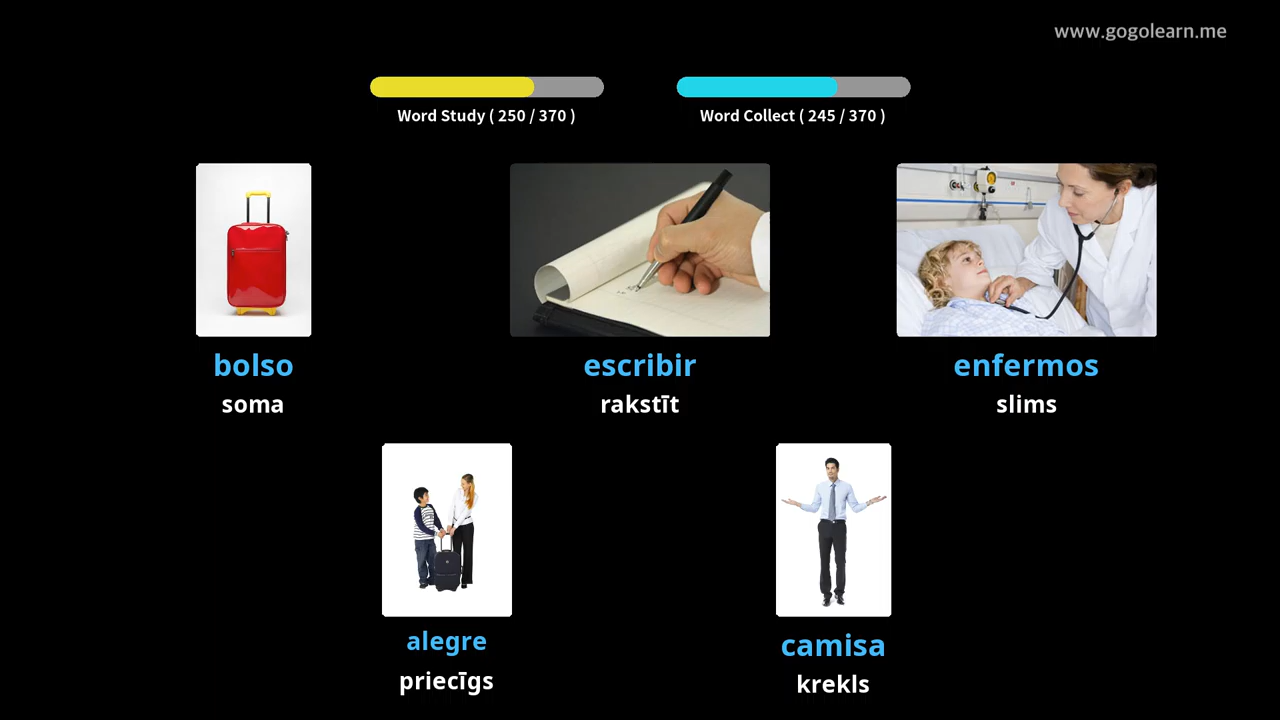 www.gogolearn.me
Word Study ( 250 / 370 )
Word Collect ( 245 / 370 )
bolso
soma
escribir
rakstīt
enfermos
slims
alegre
priecīgs
camisa
krekls